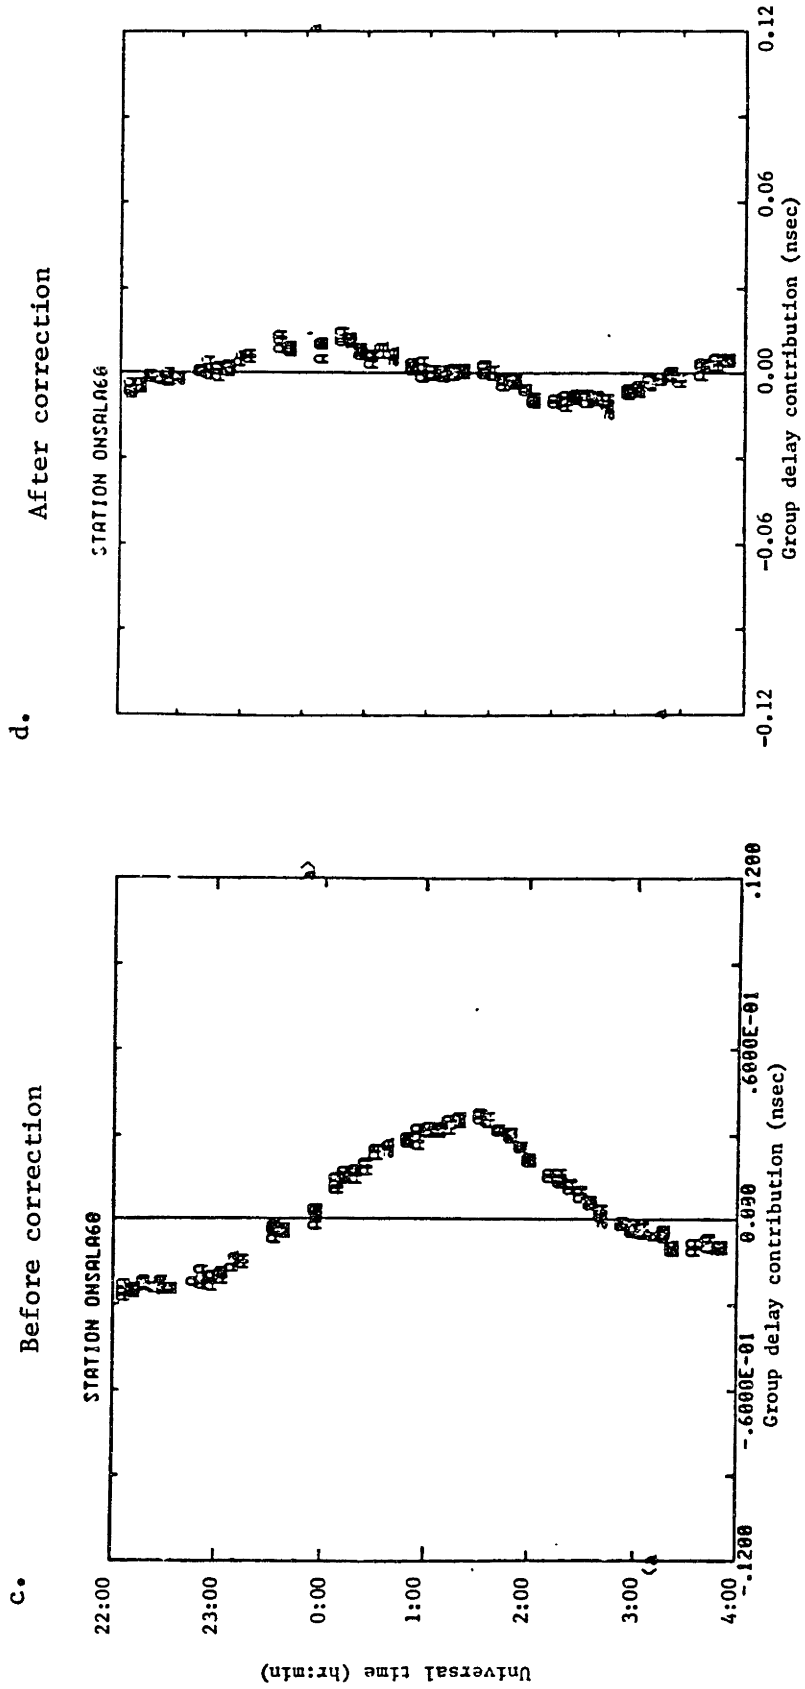 c.
Before correction
STATION ONSALA60
22:00
23:00
0:00
1:00
2:00
3:00
4:00
Universal time (hr:min)
-.1200
-.6000E-01
0.000
.6000E-01
.1200
Group delay contribution (nsec)
d.
After correction
STATION ONSALA60
-0.12
-0.06
0.00
0.06
0.12
Group delay contribution (nsec)